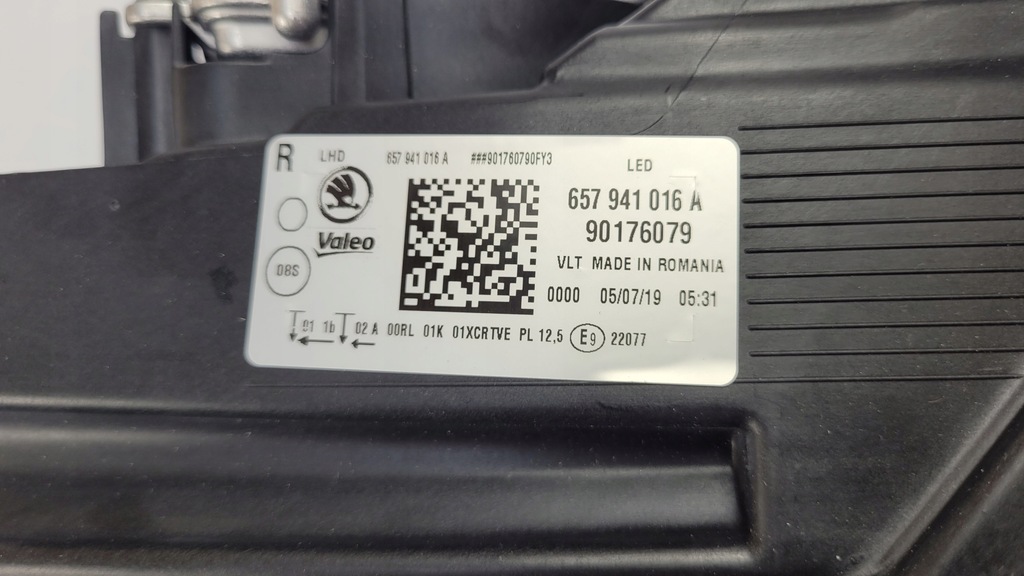 R LHD 657 941 016 A ###901760790FY3 LED
657 941 016 A
90176079
Valeo
VLT MADE IN ROMANIA
08S
0000 05/07/19 05:31
01 1b 02 A 00RL 01K 01XCRTVE PL 12,5 E9 22077